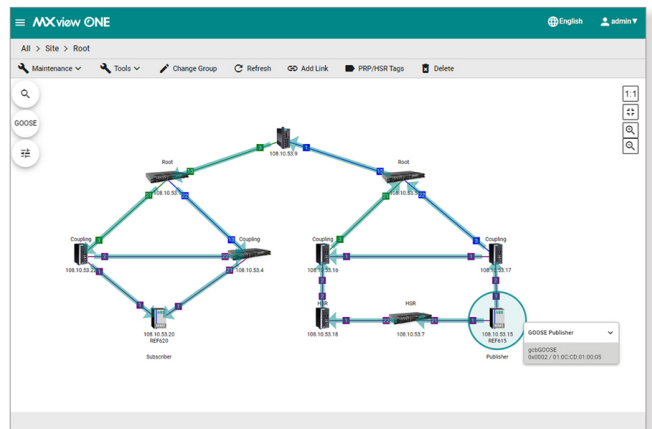 MXview ONE
English
admin
All > Site > Root
Maintenance
Tools
Change Group
Refresh
Add Link
PRP/HSR Tags
Delete
1:1
GOOSE
108.10.53.9
Root
Root
Coupling
Coupling
Coupling
Coupling
108.10.53.4
108.10.53.16
108.10.53.17
HSR
HSR
108.10.53.20
REF620
108.10.53.18
108.10.53.7
108.10.53.15
REF615
Subscriber
Publisher
GOOSE Publisher
gcbGOOSE
0x0002 / 01:0C:CD:01:00:05